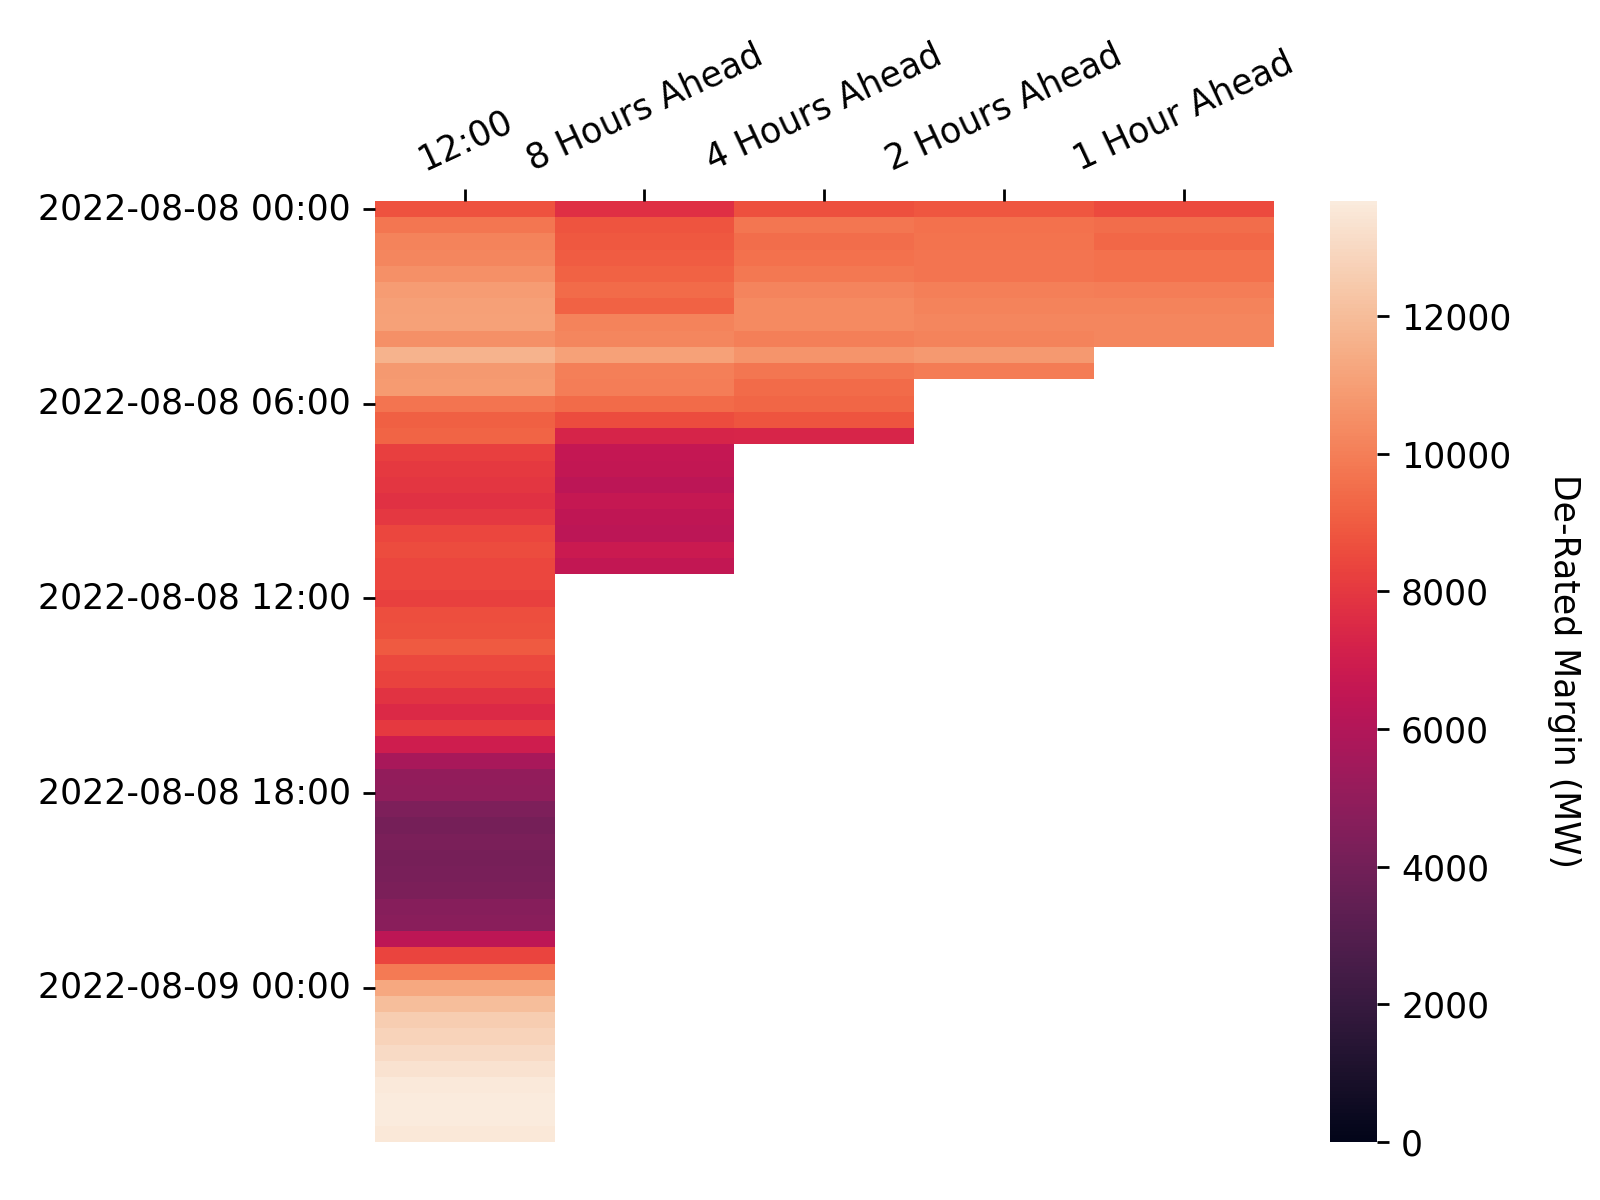 12:00
8 Hours Ahead
4 Hours Ahead
2 Hours Ahead
1 Hour Ahead
2022-08-08 00:00
2022-08-08 06:00
2022-08-08 12:00
2022-08-08 18:00
2022-08-09 00:00
12000
10000
8000
6000
4000
2000
0
De-Rated Margin (MW)